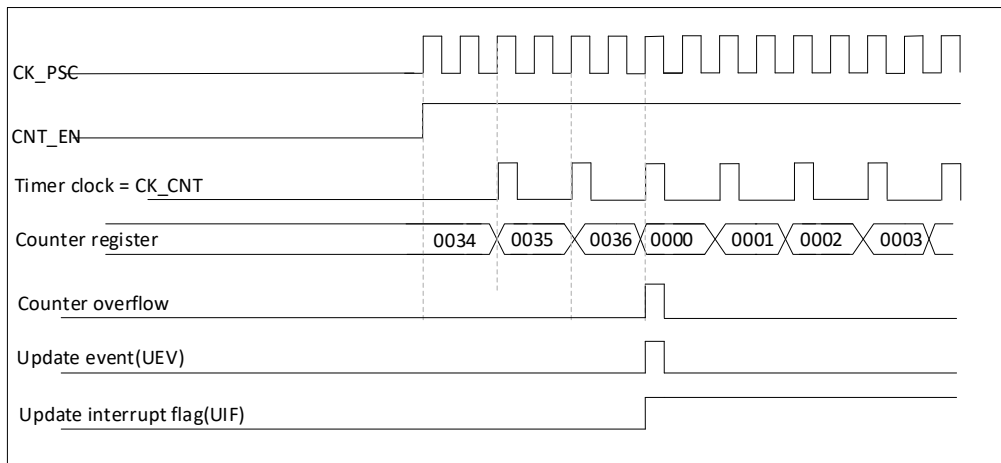 CK_PSC
CNT_EN
Timer clock = CK_CNT
Counter register 0034 0035 0036 0000 0001 0002 0003
Counter overflow
Update event(UEV)
Update interrupt flag(UIF)